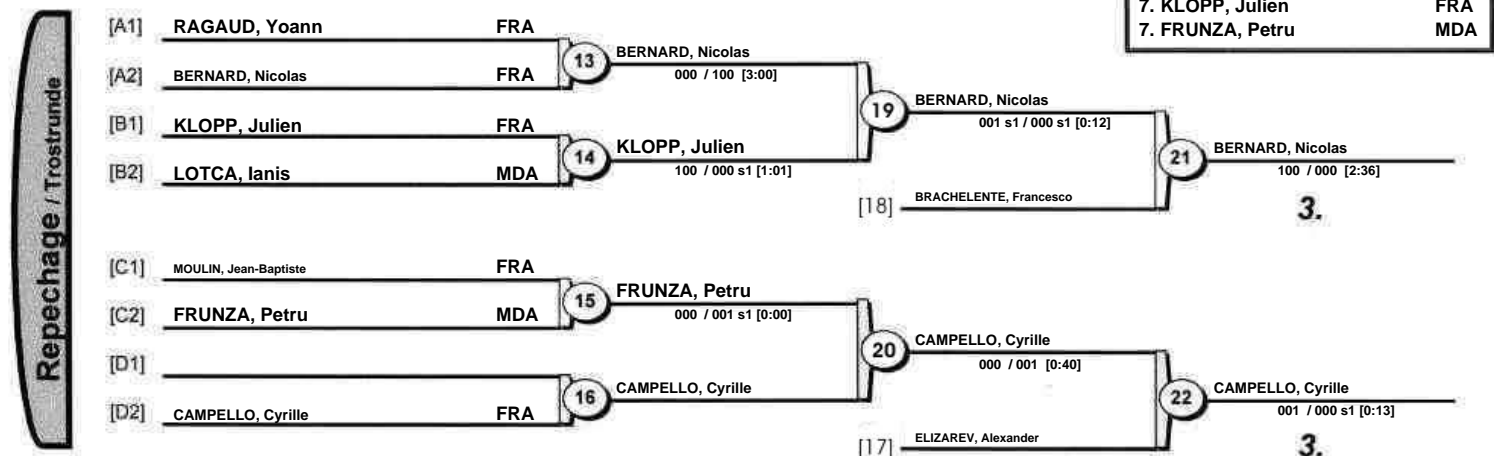 7. KLOPP, Julien FRA
7. FRUNZA, Petru MDA
Repechage / Trostrunde
[A1] RAGAUD, Yoann FRA
13 BERNARD, Nicolas
000 / 100 [3:00]
[A2] BERNARD, Nicolas FRA
19 BERNARD, Nicolas
001 s1 / 000 s1 [0:12]
[B1] KLOPP, Julien FRA
14 KLOPP, Julien
100 / 000 s1 [1:01]
[B2] LOTCA, Ianis MDA
21 BERNARD, Nicolas
100 / 000 [2:36]
[18] BRACHELENTE, Francesco
3.
[C1] MOULIN, Jean-Baptiste FRA
15 FRUNZA, Petru
000 / 001 s1 [0:00]
[C2] FRUNZA, Petru MDA
20 CAMPELLO, Cyrille
000 / 001 [0:40]
[D1]
16 CAMPELLO, Cyrille
[D2] CAMPELLO, Cyrille FRA
22 CAMPELLO, Cyrille
001 / 000 s1 [0:13]
[17] ELIZAREV, Alexander
3.